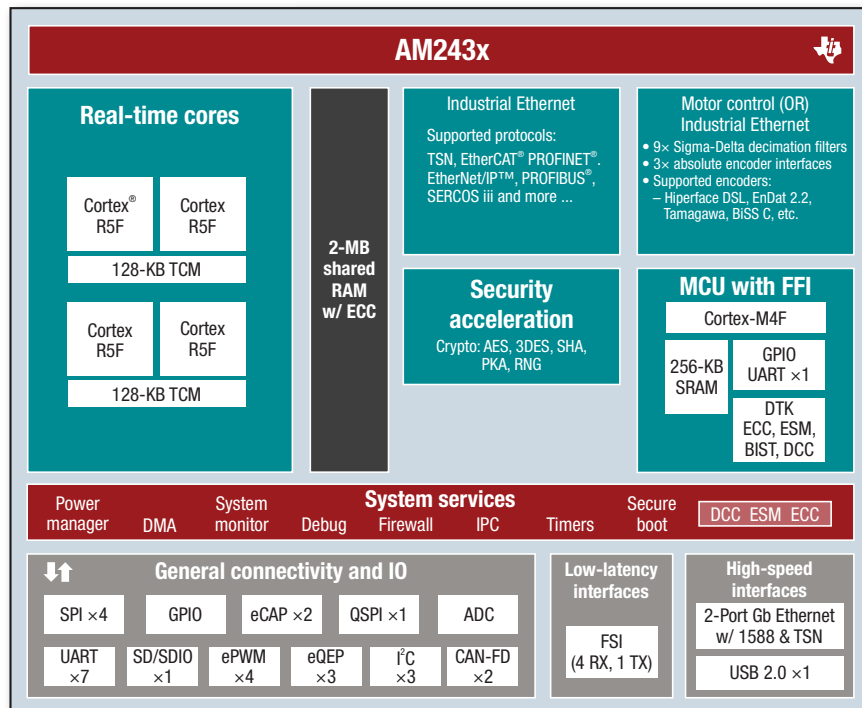 AM243x
Real-time cores
Cortex®
R5F
Cortex
R5F
128-KB TCM
Cortex
R5F
Cortex
R5F
128-KB TCM
2-MB
shared
RAM
w/ ECC
Industrial Ethernet
Supported protocols:
TSN, EtherCAT® PROFINET®.
EtherNet/IP™, PROFIBUS®,
SERCOS iii and more ...
Motor control (OR)
Industrial Ethernet
• 9× Sigma-Delta decimation filters
• 3× absolute encoder interfaces
• Supported encoders:
– Hiperface DSL, EnDat 2.2,
Tamagawa, BiSS C, etc.
Security
acceleration
Crypto: AES, 3DES, SHA,
PKA, RNG
MCU with FFI
Cortex-M4F
256-KB
SRAM
GPIO
UART ×1
DTK
ECC, ESM,
BIST, DCC
System services
Power
manager
DMA
System
monitor
Debug
Firewall
IPC
Timers
Secure
boot
DCC ESM ECC
General connectivity and IO
SPI ×4
GPIO
eCAP ×2
QSPI ×1
ADC
UART
×7
SD/SDIO
×1
ePWM
×4
eQEP
×3
I²C
×3
CAN-FD
×2
Low-latency
interfaces
FSI
(4 RX, 1 TX)
High-speed
interfaces
2-Port Gb Ethernet
w/ 1588 & TSN
USB 2.0 ×1